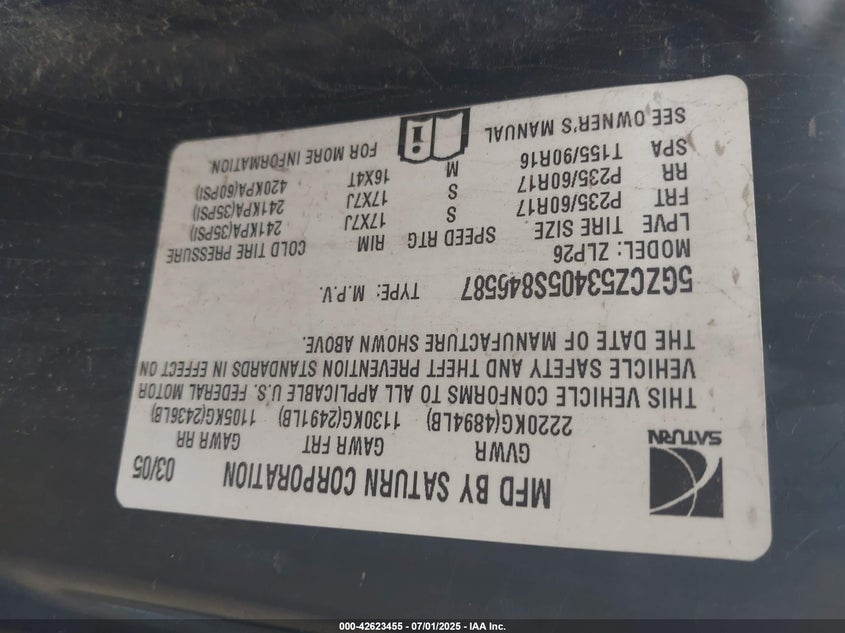 SATURN
MFD BY SATURN CORPORATION 03/05
GVWR GAWR FRT GAWR RR
2220KG(4894LB) 1130KG(2491LB) 1105KG(2436LB)
THIS VEHICLE CONFORMS TO ALL APPLICABLE U.S. FEDERAL MOTOR
VEHICLE SAFETY AND THEFT PREVENTION STANDARDS IN EFFECT ON
THE DATE OF MANUFACTURE SHOWN ABOVE.
5GZCZ53405S846587 TYPE: M.P.V.
MODEL: ZLP26
LPVE TIRE SIZE SPEED RTG RIM COLD TIRE PRESSURE
FRT P235/60R17 S 17X7J 241KPA(35PSI)
RR P235/60R17 S 17X7J 241KPA(35PSI)
SPA T155/90R16 M 16X4T 420KPA(60PSI)
SEE OWNER'S MANUAL i FOR MORE INFORMATION.
000-42623455 - 07/01/2025 - IAA Inc.